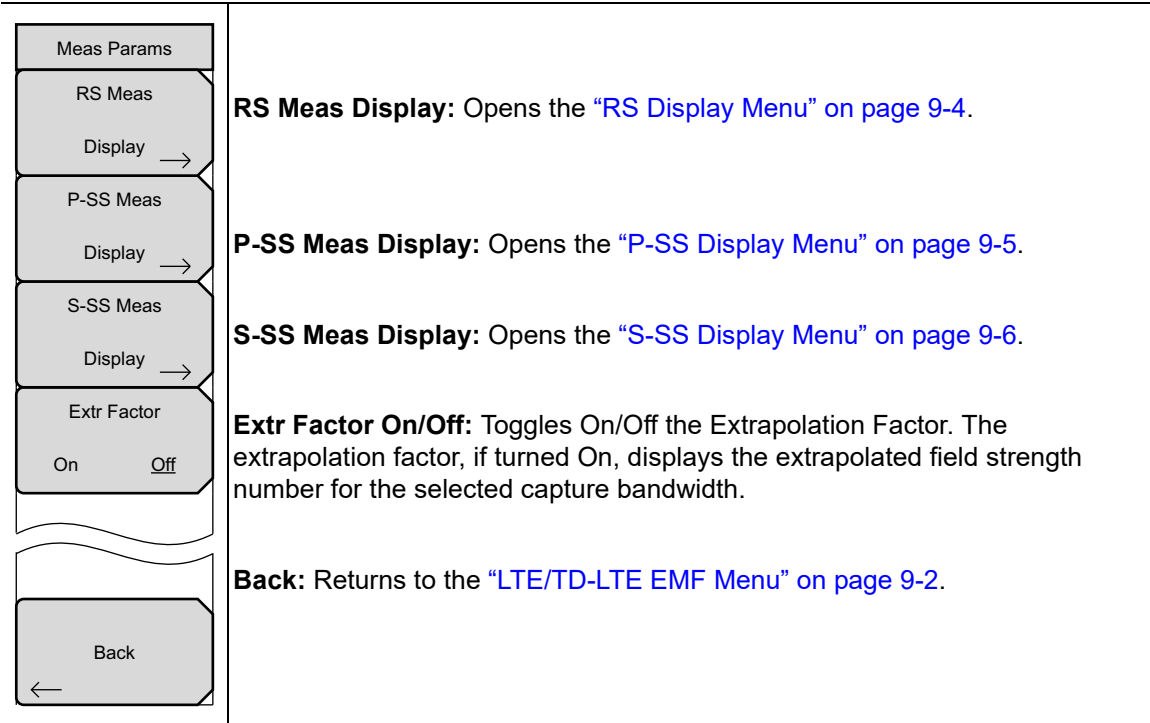 Meas Params
RS Meas
Display
P-SS Meas
Display
S-SS Meas
Display
Extr Factor
On Off
Back
RS Meas Display: Opens the “RS Display Menu” on page 9-4.
P-SS Meas Display: Opens the “P-SS Display Menu” on page 9-5.
S-SS Meas Display: Opens the “S-SS Display Menu” on page 9-6.
Extr Factor On/Off: Toggles On/Off the Extrapolation Factor. The
extrapolation factor, if turned On, displays the extrapolated field strength
number for the selected capture bandwidth.
Back: Returns to the “LTE/TD-LTE EMF Menu” on page 9-2.